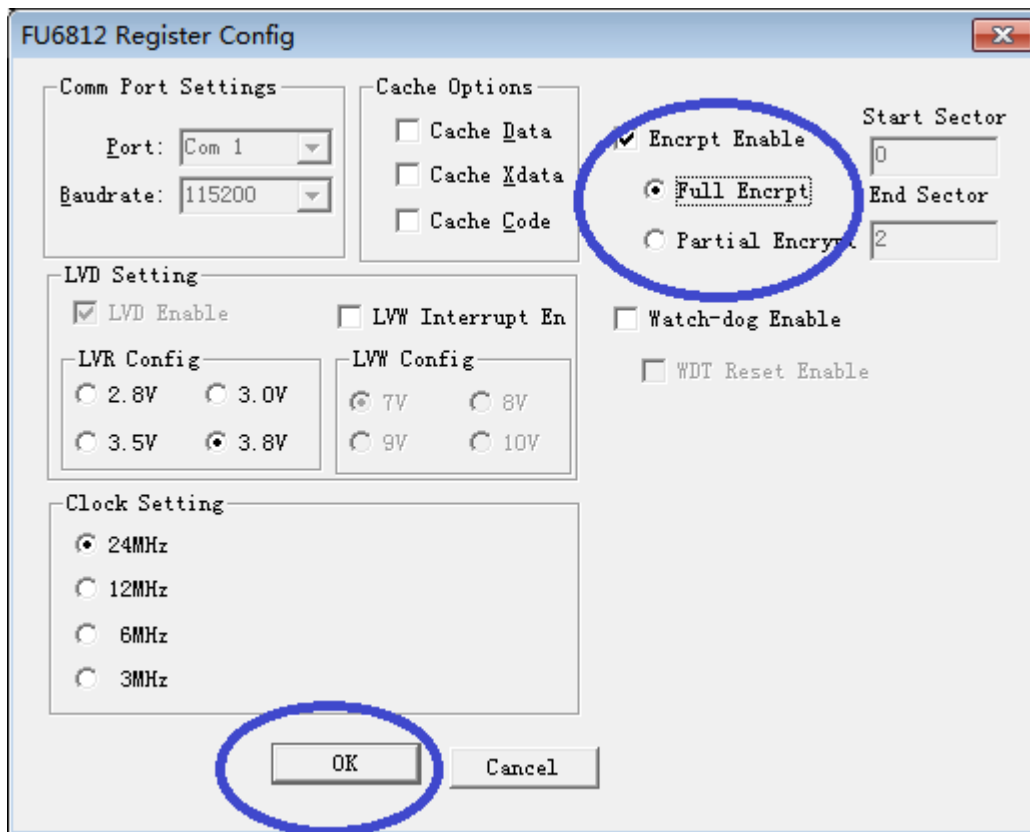 FU6812 Register Config
Comm Port Settings
Port: Com 1
Baudrate: 115200
Cache Options
Cache Data
Cache Xdata
Cache Code
Encrpt Enable
Full Encrpt
Partial Encrypt
Start Sector
0
End Sector
2
LVD Setting
LVD Enable
LVW Interrupt En
LVR Config
2.8V 3.0V
3.5V 3.8V
LVW Config
7V 8V
9V 10V
Watch-dog Enable
WDT Reset Enable
Clock Setting
24MHz
12MHz
6MHz
3MHz
OK Cancel